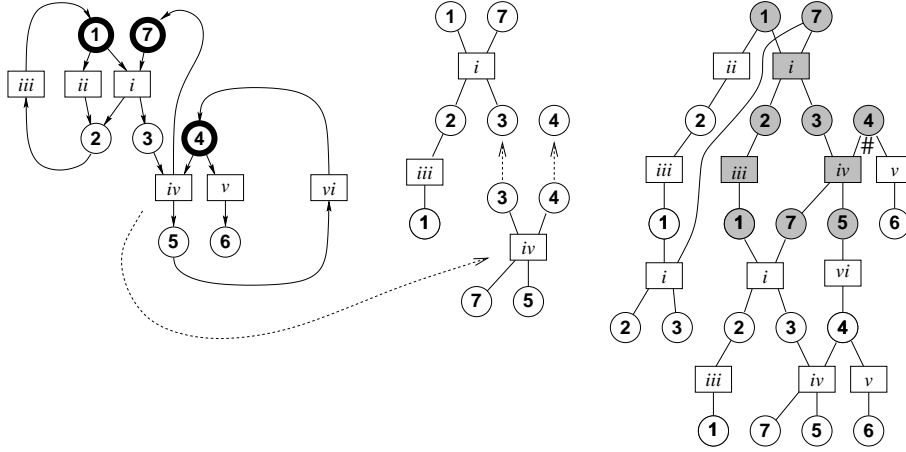 1 7
iii ii i
2 3 4
iv v vi
5 6
1 7
i
2 3 4
iii
1 3 4
iv
7 5
1 7
ii i
2 2 3 4
#
iii iii iv v
1 1 7 5 6
i i vi
2 3 2 3 4
iii iv v
1 7 5 6